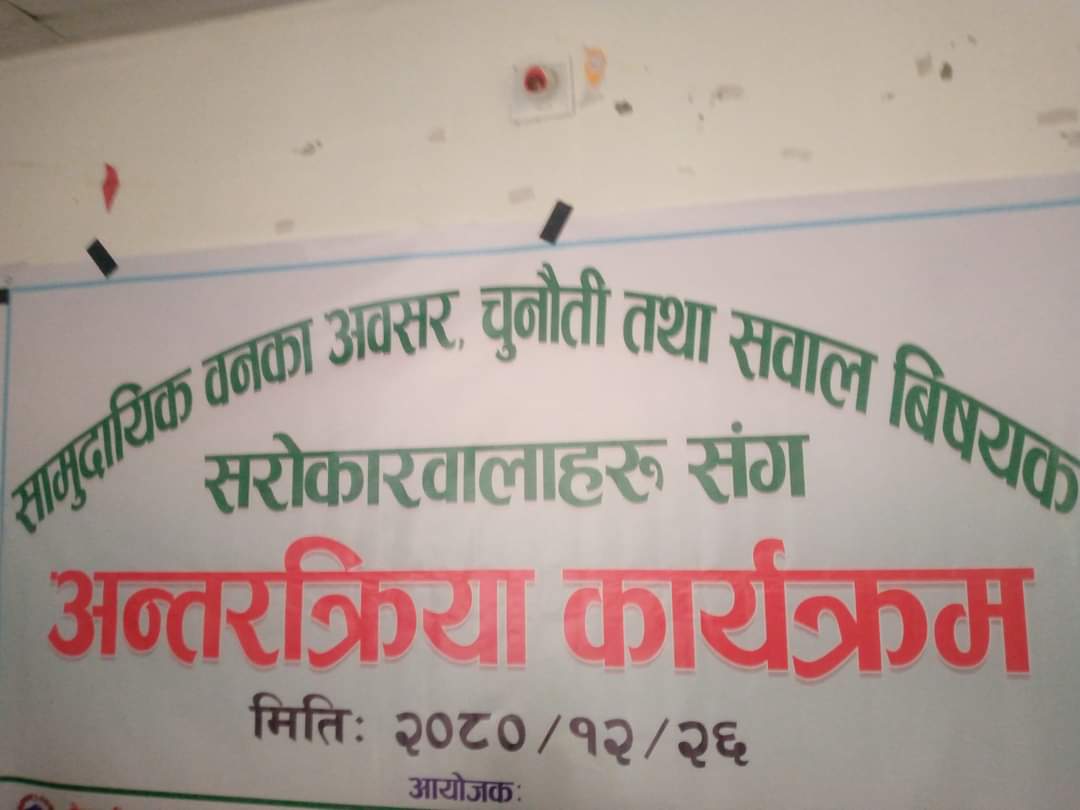 सामुदायिक वनका अवसर, चुनौती तथा सवाल बिषयक
सरोकारवालाहरु संग
अन्तरक्रिया कार्यक्रम
मिति: २०८०/१२/२६
आयोजक: